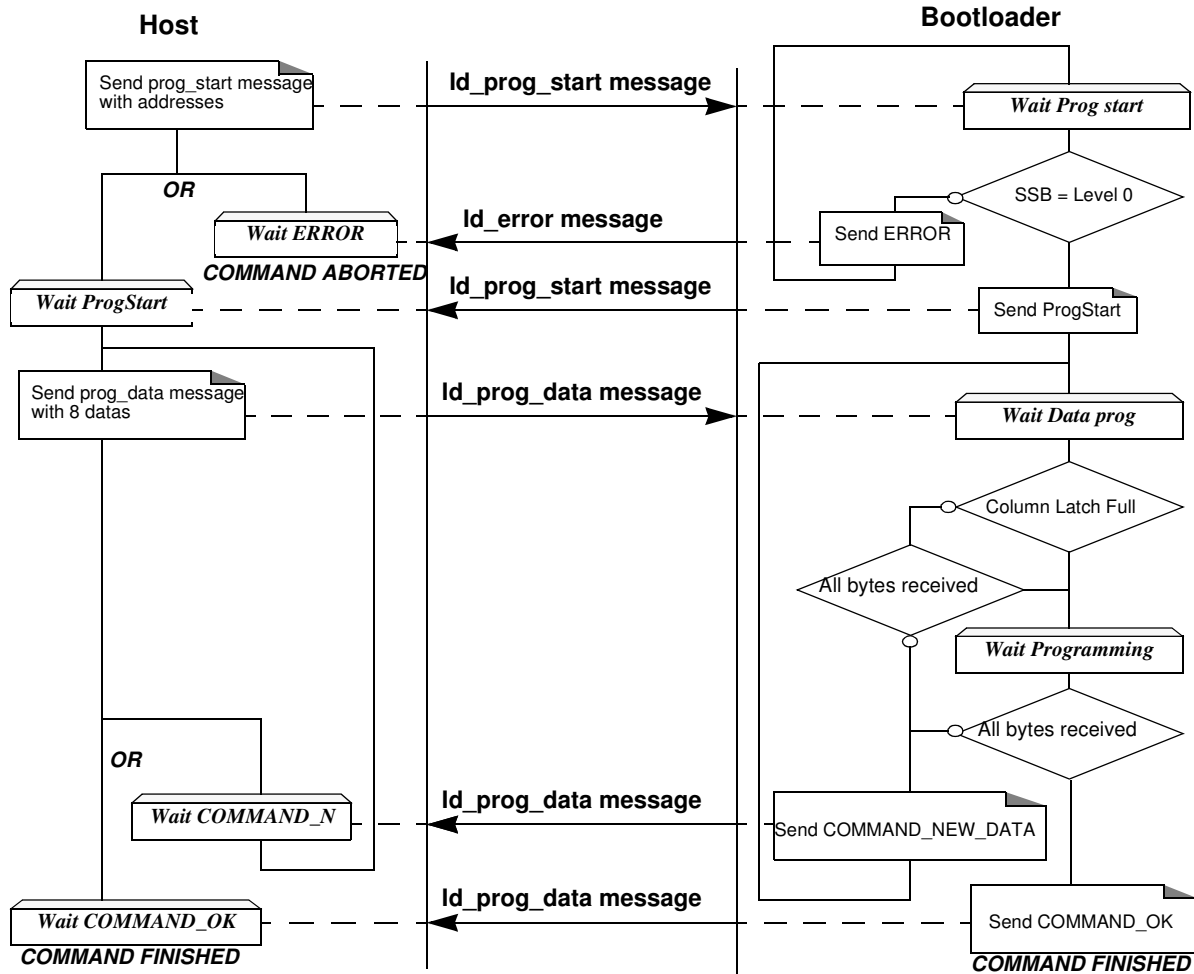 Host
Bootloader
Send prog_start message
with addresses
Id_prog_start message
Wait Prog start
OR
SSB = Level 0
Wait ERROR
Id_error message
Send ERROR
COMMAND ABORTED
Wait ProgStart
Id_prog_start message
Send ProgStart
Send prog_data message
with 8 datas
Id_prog_data message
Wait Data prog
Column Latch Full
All bytes received
Wait Programming
All bytes received
OR
Wait COMMAND_N
Id_prog_data message
Send COMMAND_NEW_DATA
Wait COMMAND_OK
Id_prog_data message
Send COMMAND_OK
COMMAND FINISHED
COMMAND FINISHED